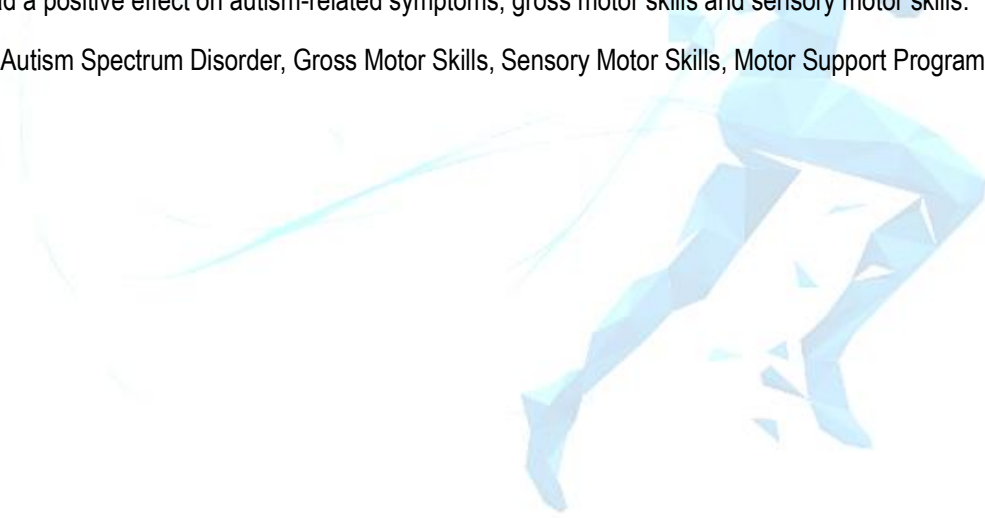 a positive effect on autism-related symptoms, gross motor skills and sensory motor skills.
Autism Spectrum Disorder, Gross Motor Skills, Sensory Motor Skills, Motor Support Program